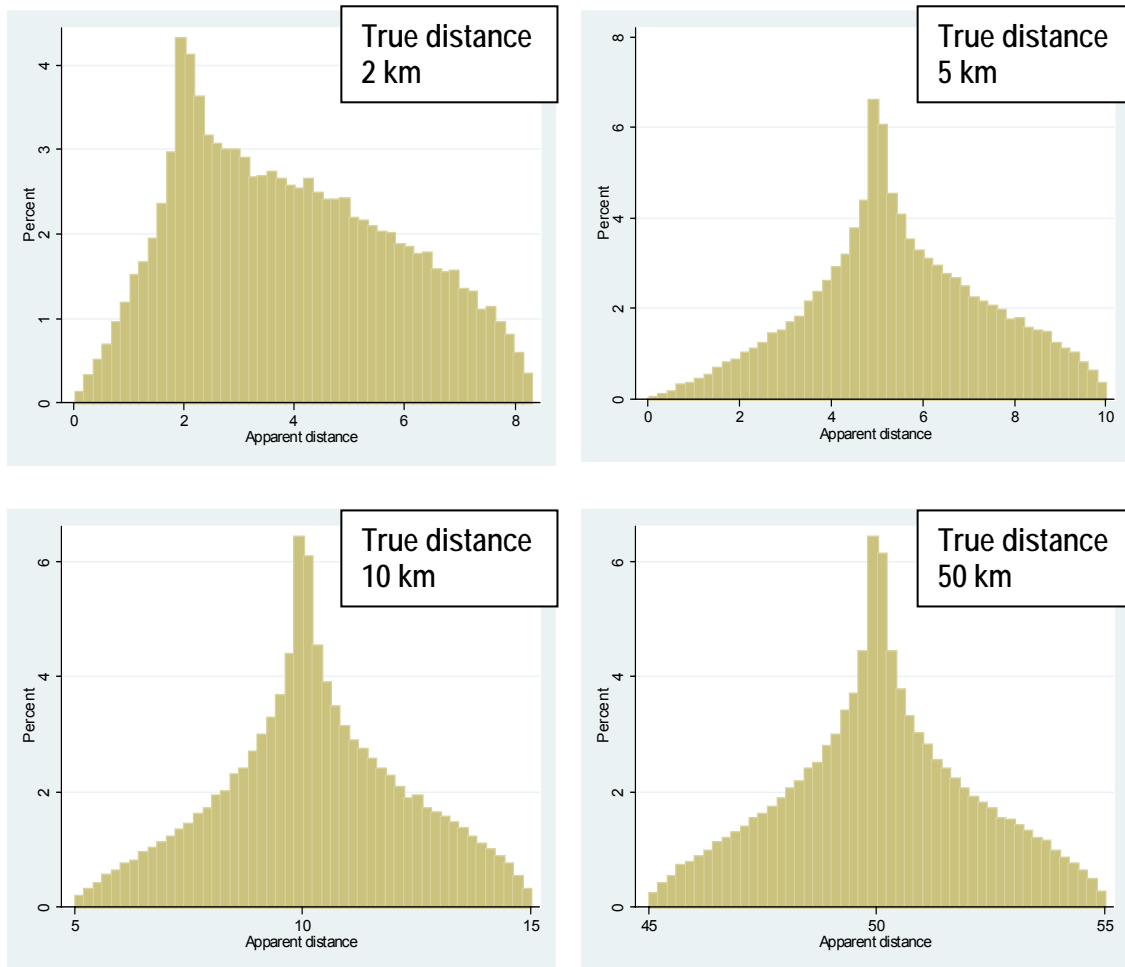 True distance
2 km
Percent
0
1
2
3
4
0 2 4 6 8
Apparent distance
True distance
5 km
Percent
0
2
4
6
8
0 2 4 6 8 10
Apparent distance
True distance
10 km
Percent
0
2
4
6
5 10 15
Apparent distance
True distance
50 km
Percent
0
2
4
6
45 50 55
Apparent distance